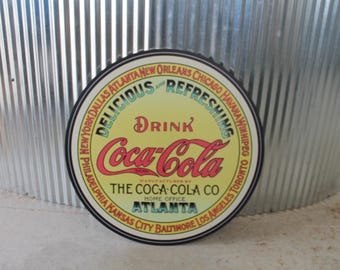 NEW YORK DALLAS ATLANTA NEW ORLEANS CHICAGO HAVANA WINNIPEG TORONTO
DELICIOUS AND REFRESHING
DRINK
Coca-Cola
MANUFACTURED BY
THE COCA-COLA CO
HOME OFFICE
ATLANTA
PHILADELPHIA KANSAS CITY BALTIMORE LOS ANGELES